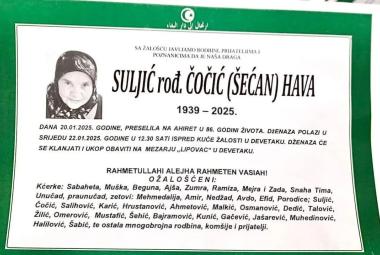 SA ŽALOŠĆU JAVLJAMO RODBINI, PRIJATELJIMA I
POZNANICIMA DA JE NAŠA DRAGA
SULJIĆ rođ. ČOČIĆ (ŠEĆAN) HAVA
1939 – 2025.
DANA 20.01.2025. GODINE, PRESELILA NA AHIRET U 86. GODINI ŽIVOTA. DŽENAZA POLAZI U
SRIJEDU 22.01.2025. GODINE U 12.30 SATI ISPRED KUĆE ŽALOSTI U DEVETAKU. DŽENAZA ĆE
SE KLANJATI I UKOP OBAVITI NA MEZARJU „LIPOVAC" U DEVETAKU.
RAHMETULLAHI ALEJHA RAHMETEN VASIAH!
OŽALOŠĆENI:
Kćerke: Sabaheta, Muška, Beguna, Ajša, Zumra, Ramiza, Mejra i Zada, Snaha Tima,
Unučad, praunučad, zetovi: Mehmedalija, Amir, Nedžad, Avdo, Efid, Porodice; Suljić,
Čočić, Salihović, Karić, Hrustanović, Ahmetović, Malkić, Osmanović, Dedić, Talović,
Žilić, Omerović, Mustafić, Šehić, Bajramović, Kunić, Gačević, Jašarević, Muhedinović,
Halilović, Šabić, te ostala mnogobrojna rodbina, komšije i prijatelji.